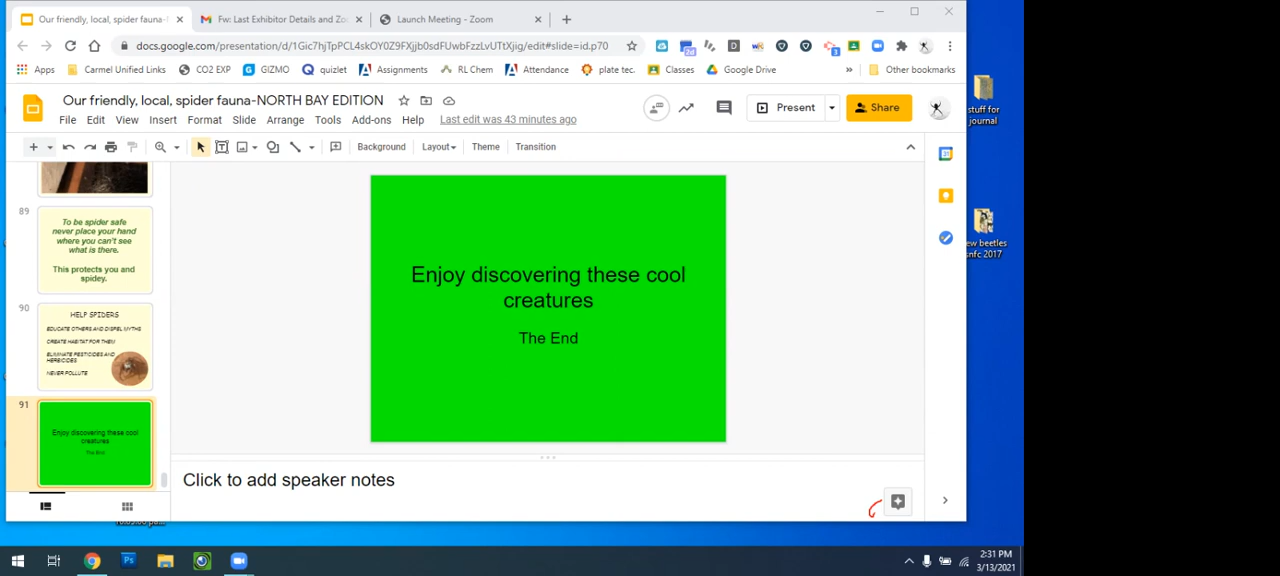 Our friendly, local, spider fauna-
Fw: Last Exhibitor Details and Zo
Launch Meeting - Zoom
docs.google.com/presentation/d/1Gic7hjTpPCL4skOY0Z9FXjjb0sdFUwbFzzLvUTtXjig/edit#slide=id.p70
Apps
Carmel Unified Links
CO2 EXP
GIZMO
quizlet
Assignments
RL Chem
Attendance
plate tec.
Classes
Google Drive
Other bookmarks
Our friendly, local, spider fauna-NORTH BAY EDITION
File Edit View Insert Format Slide Arrange Tools Add-ons Help Last edit was 43 minutes ago
Present
Share
Background
Layout
Theme
Transition
89
To be spider safe
never place your hand
where you can't see
what is there.
This protects you and
spidey.
90
HELP SPIDERS
EDUCATE OTHERS AND DISPEL MYTHS
CREATE HABITAT FOR THEM
ELIMINATE PESTICIDES AND
HERBICIDES
NEVER POLLUTE
91
Enjoy discovering these cool
creatures
The End
Enjoy discovering these cool
creatures
The End
Click to add speaker notes
stuff for
journal
ew beetles
snfc 2017
2:31 PM
3/13/2021